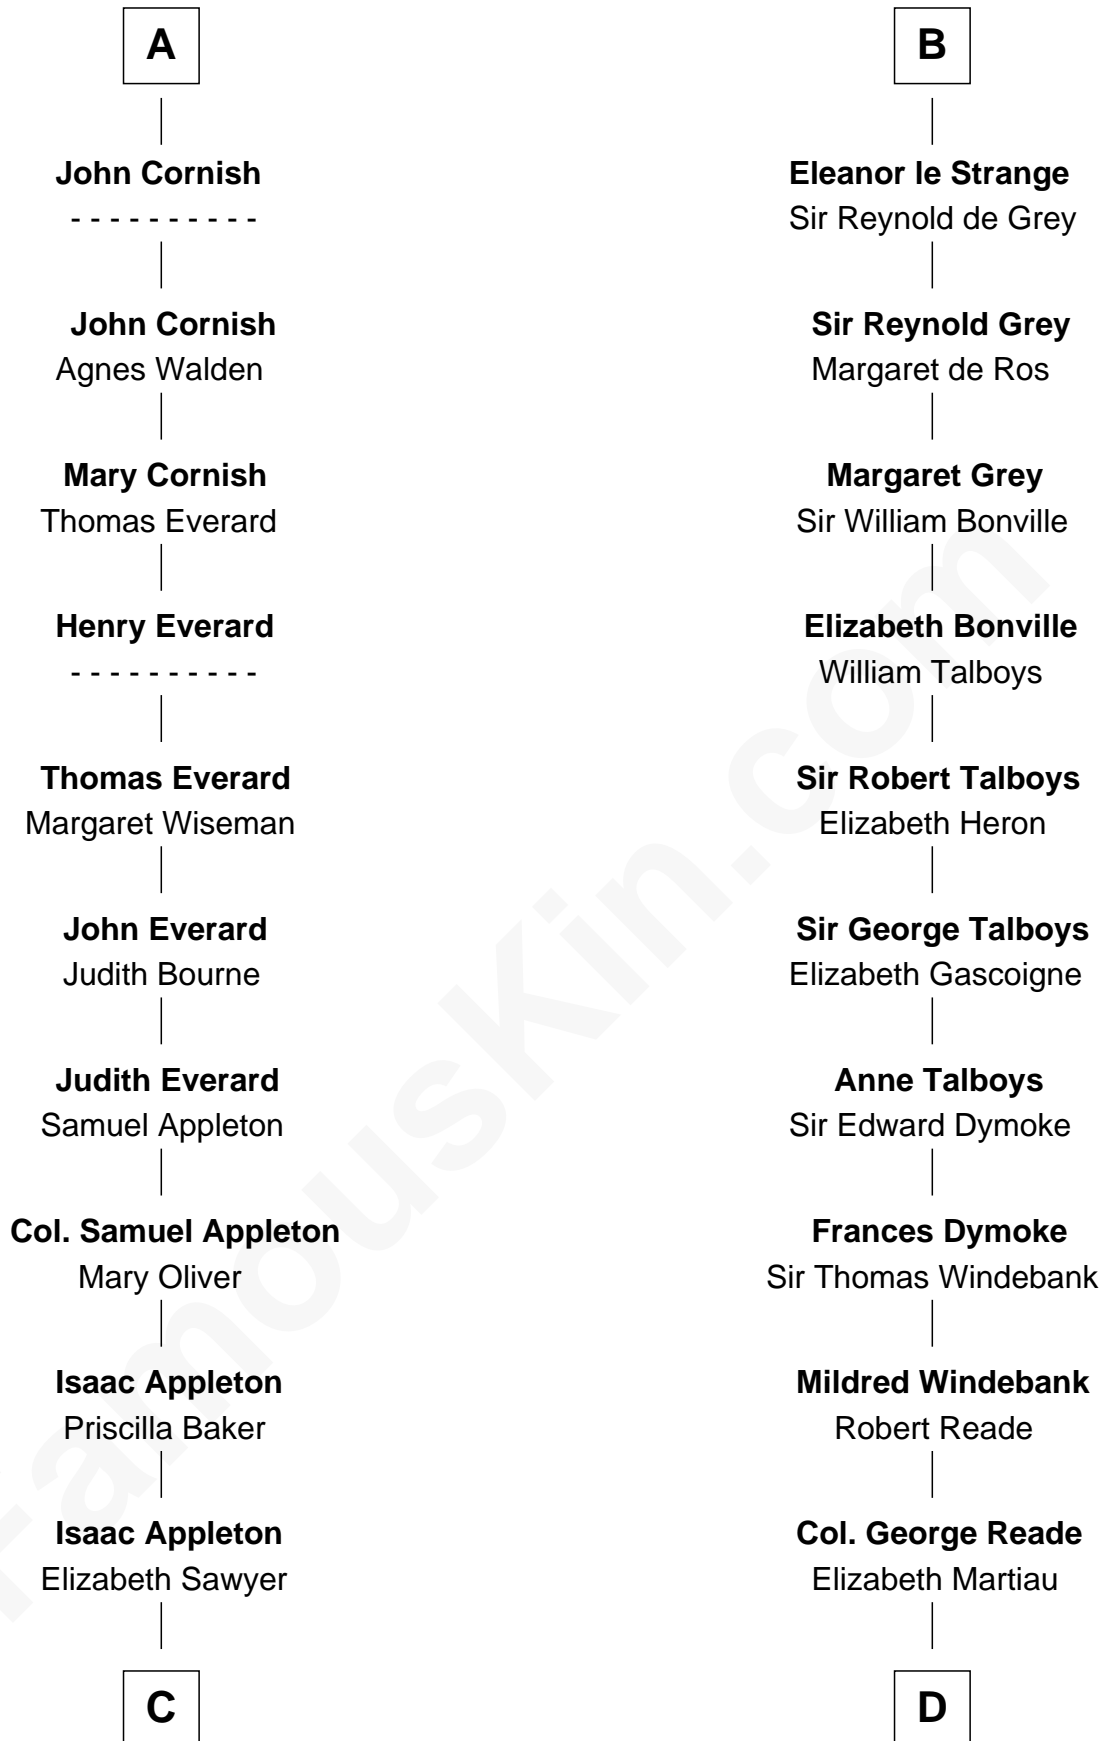 A
John Cornish
- - - - - - - - - -
John Cornish
Agnes Walden
Mary Cornish
Thomas Everard
Henry Everard
- - - - - - - - - -
Thomas Everard
Margaret Wiseman
John Everard
Judith Bourne
Judith Everard
Samuel Appleton
Col. Samuel Appleton
Mary Oliver
Isaac Appleton
Priscilla Baker
Isaac Appleton
Elizabeth Sawyer
C
B
Eleanor le Strange
Sir Reynold de Grey
Sir Reynold Grey
Margaret de Ros
Margaret Grey
Sir William Bonville
Elizabeth Bonville
William Talboys
Sir Robert Talboys
Elizabeth Heron
Sir George Talboys
Elizabeth Gascoigne
Anne Talboys
Sir Edward Dymoke
Frances Dymoke
Sir Thomas Windebank
Mildred Windebank
Robert Reade
Col. George Reade
Elizabeth Martiau
D
FamousKin.com